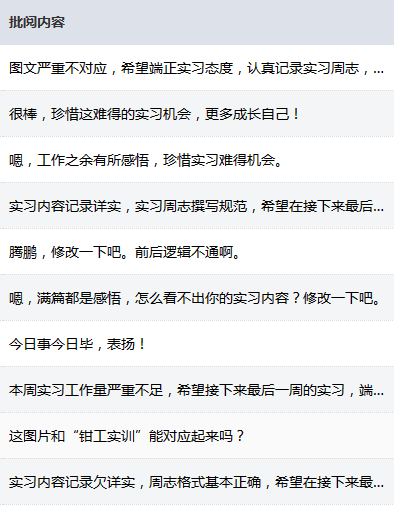 批阅内容
图文严重不对应，希望端正实习态度，认真记录实习周志，...
很棒，珍惜这难得的实习机会，更多成长自己！
嗯，工作之余有所感悟，珍惜实习难得机会。
实习内容记录详实，实习周志撰写规范，希望在接下来最后...
腾鹏，修改一下吧。前后逻辑不通啊。
嗯，满篇都是感悟，怎么看不出你的实习内容？修改一下吧。
今日事今日毕，表扬！
本周实习工作量严重不足，希望接下来最后一周的实习，端...
这图片和“钳工实训”能对应起来吗？
实习内容记录欠详实，周志格式基本正确，希望在接下来最...